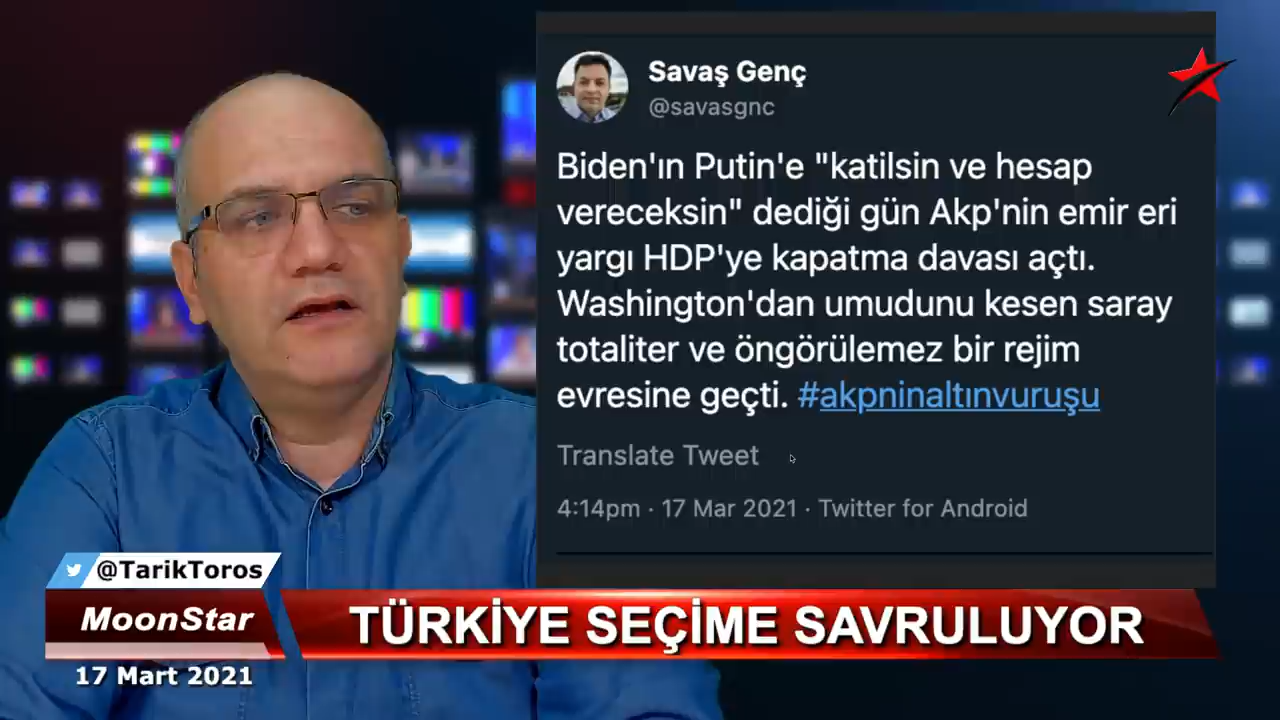 Savaş Genç
@savasgnc
Biden'ın Putin'e "katilsin ve hesap
vereceksin" dediği gün Akp'nin emir eri
yargı HDP'ye kapatma davası açtı.
Washington'dan umudunu kesen saray
totaliter ve öngörülemez bir rejim
evresine geçti. #akpninaltınvuruşu
Translate Tweet
4:14pm · 17 Mar 2021 · Twitter for Android
@TarikToros
MoonStar
TÜRKİYE SEÇİME SAVRULUYOR
17 Mart 2021